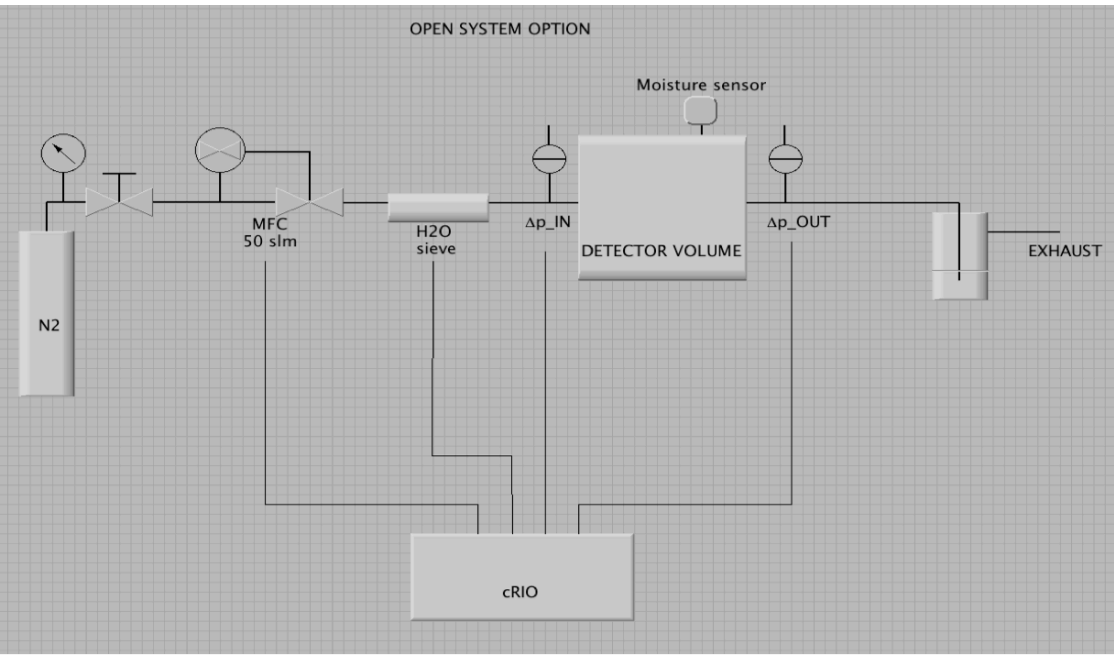 OPEN SYSTEM OPTION
Moisture sensor
MFC
50 slm
H2O
sieve
Δp_IN
DETECTOR VOLUME
Δp_OUT
EXHAUST
N2
cRIO